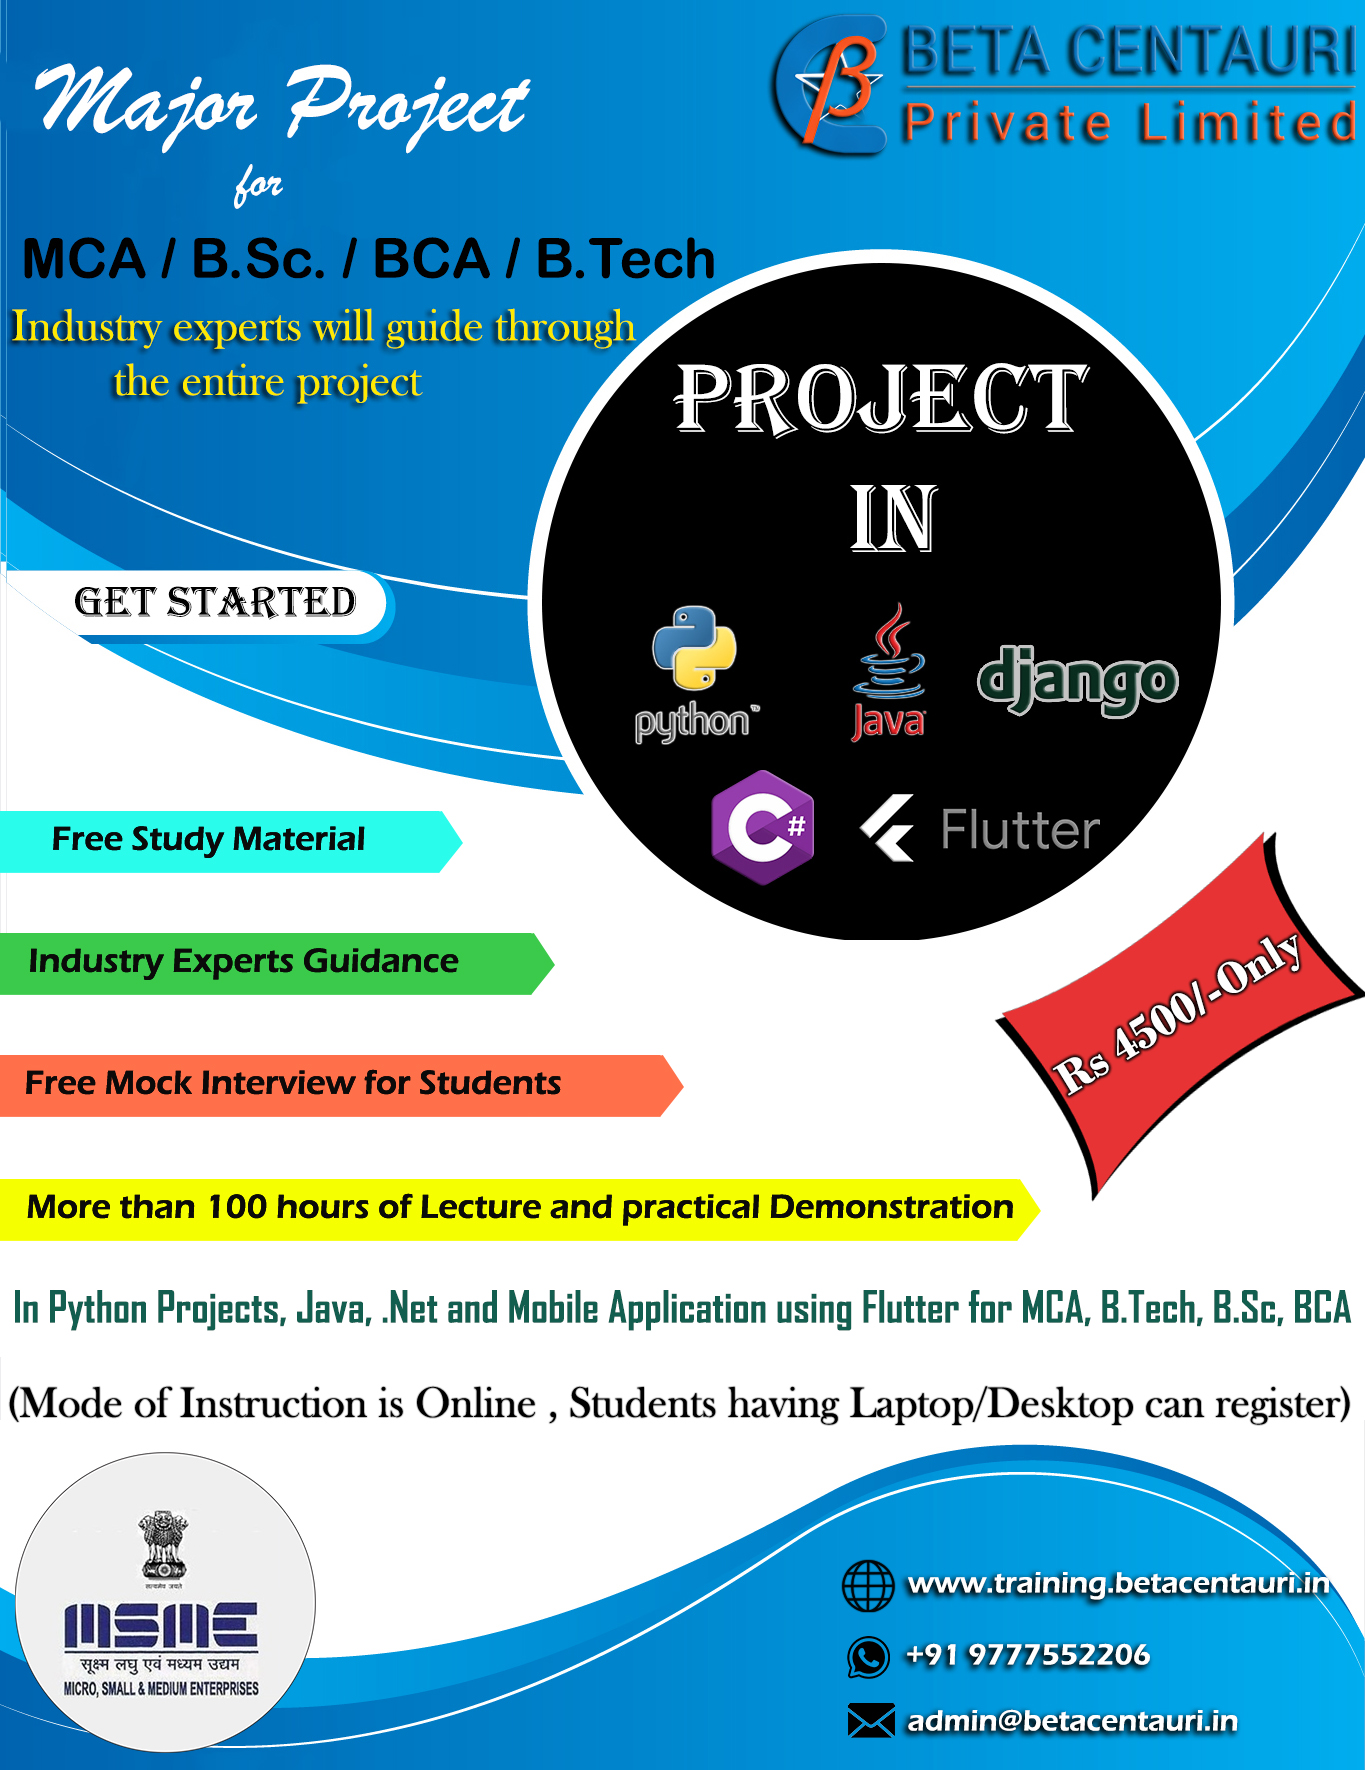 Major Project
for
MCA / B.Sc. / BCA / B.Tech
Industry experts will guide through
the entire project
BETA CENTAURI
Private Limited
PROJECT
IN
python™
Java
django
C#
Flutter
GET STARTED
Free Study Material
Industry Experts Guidance
Free Mock Interview for Students
More than 100 hours of Lecture and practical Demonstration
Rs 4500/-Only
In Python Projects, Java, .Net and Mobile Application using Flutter for MCA, B.Tech, B.Sc, BCA
(Mode of Instruction is Online , Students having Laptop/Desktop can register)
सत्यमेव जयते
MSME
सूक्ष्म लघु एवं मध्यम उद्यम
MICRO, SMALL & MEDIUM ENTERPRISES
www.training.betacentauri.in
+91 9777552206
admin@betacentauri.in